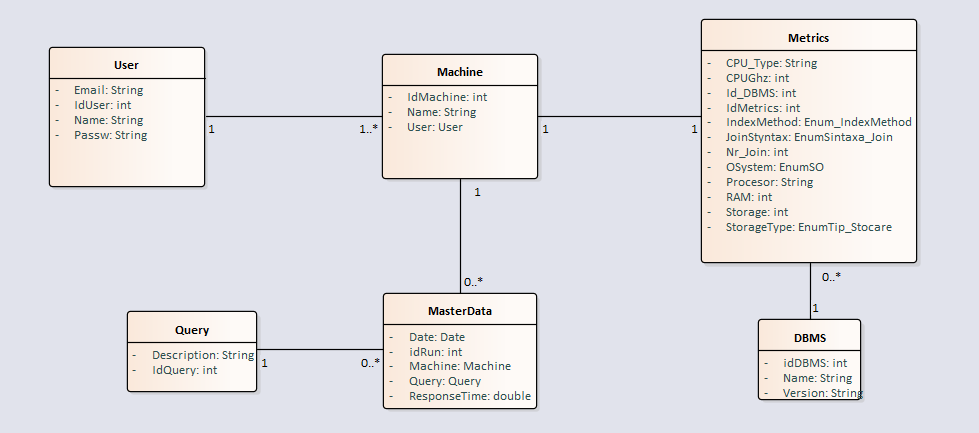 User
- Email: String
- IdUser: int
- Name: String
- Passw: String
1
1..*
Machine
- IdMachine: int
- Name: String
- User: User
1
1
Metrics
- CPU_Type: String
- CPUGhz: int
- Id_DBMS: int
- IdMetrics: int
- IndexMethod: Enum_IndexMethod
- JoinStyntax: EnumSintaxa_Join
- Nr_Join: int
- OSystem: EnumSO
- Procesor: String
- RAM: int
- Storage: int
- StorageType: EnumTip_Stocare
1
0..*
0..*
1
Query
- Description: String
- IdQuery: int
1
0..*
MasterData
- Date: Date
- idRun: int
- Machine: Machine
- Query: Query
- ResponseTime: double
DBMS
- idDBMS: int
- Name: String
- Version: String